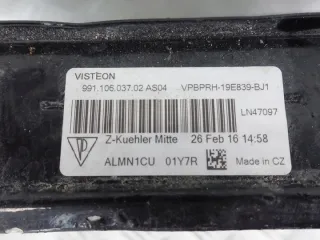 VISTEON
991.106.037.02 AS04 VPBPRH-19E839-BJ1
LN47097
Z-Kuehler Mitte 26 Feb 16 14:58
ALMN1CU 01Y7R Made in CZ